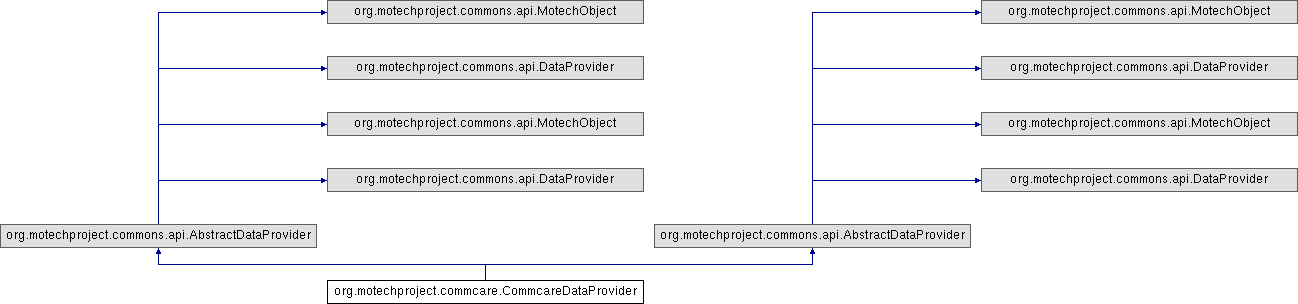 org.motechproject.commons.api.MotechObject
org.motechproject.commons.api.MotechObject
org.motechproject.commons.api.DataProvider
org.motechproject.commons.api.DataProvider
org.motechproject.commons.api.MotechObject
org.motechproject.commons.api.MotechObject
org.motechproject.commons.api.DataProvider
org.motechproject.commons.api.DataProvider
org.motechproject.commons.api.AbstractDataProvider
org.motechproject.commons.api.AbstractDataProvider
org.motechproject.commcare.CommcareDataProvider